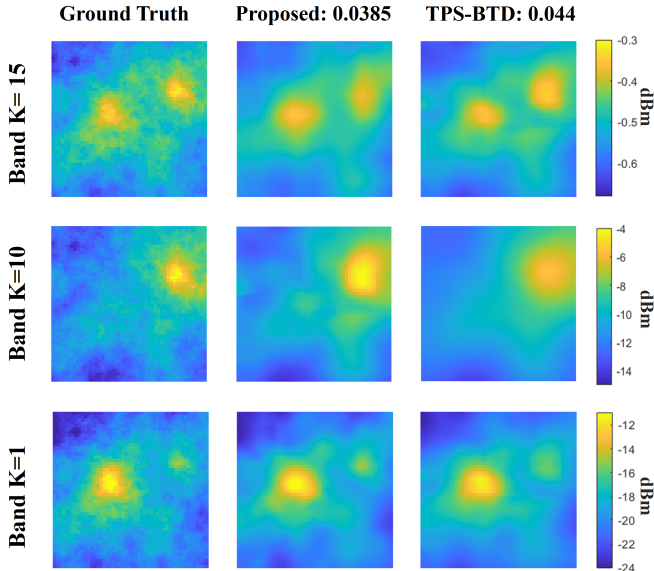 Ground Truth Proposed: 0.0385 TPS-BTD: 0.044
Band K= 15
-0.3
-0.4
-0.5
-0.6
dBm
Band K=10
-4
-6
-8
-10
-12
-14
dBm
Band K=1
-12
-14
-16
-18
-20
-22
-24
dBm